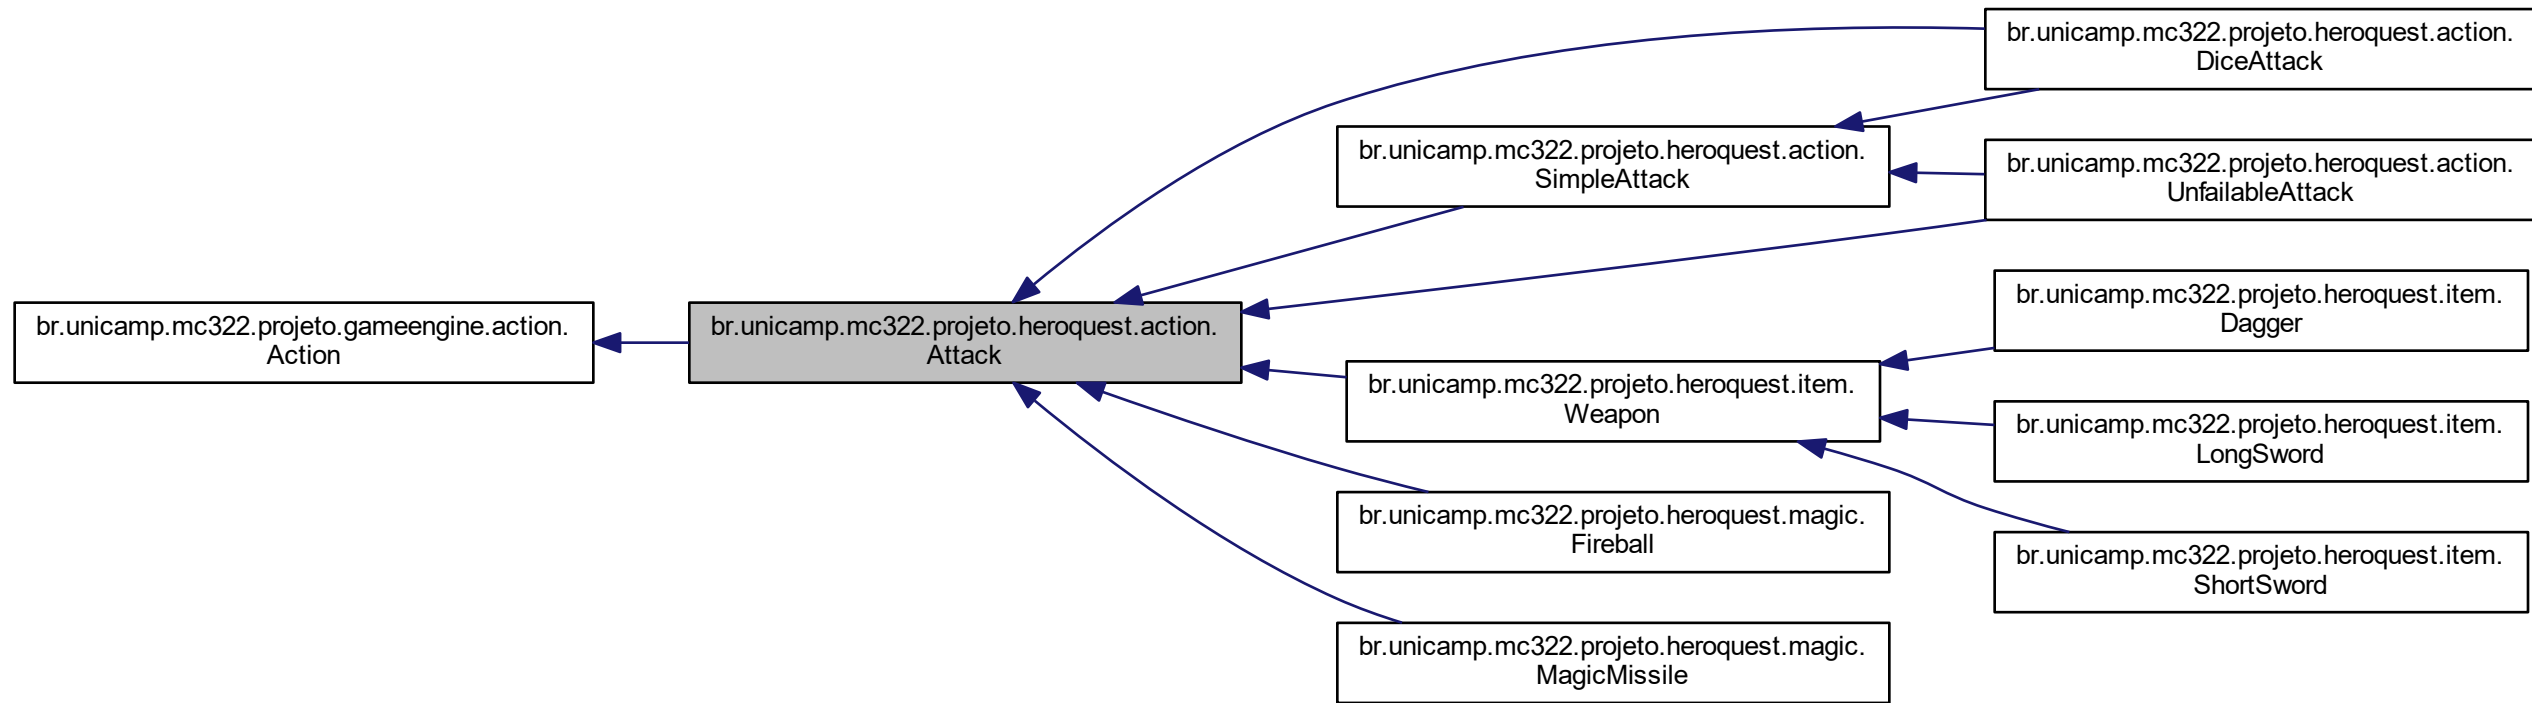 br.unicamp.mc322.projeto.gameengine.action.
Action
br.unicamp.mc322.projeto.heroquest.action.
Attack
br.unicamp.mc322.projeto.heroquest.action.
DiceAttack
br.unicamp.mc322.projeto.heroquest.action.
SimpleAttack
br.unicamp.mc322.projeto.heroquest.action.
UnfailableAttack
br.unicamp.mc322.projeto.heroquest.item.
Weapon
br.unicamp.mc322.projeto.heroquest.item.
Dagger
br.unicamp.mc322.projeto.heroquest.item.
LongSword
br.unicamp.mc322.projeto.heroquest.item.
ShortSword
br.unicamp.mc322.projeto.heroquest.magic.
Fireball
br.unicamp.mc322.projeto.heroquest.magic.
MagicMissile